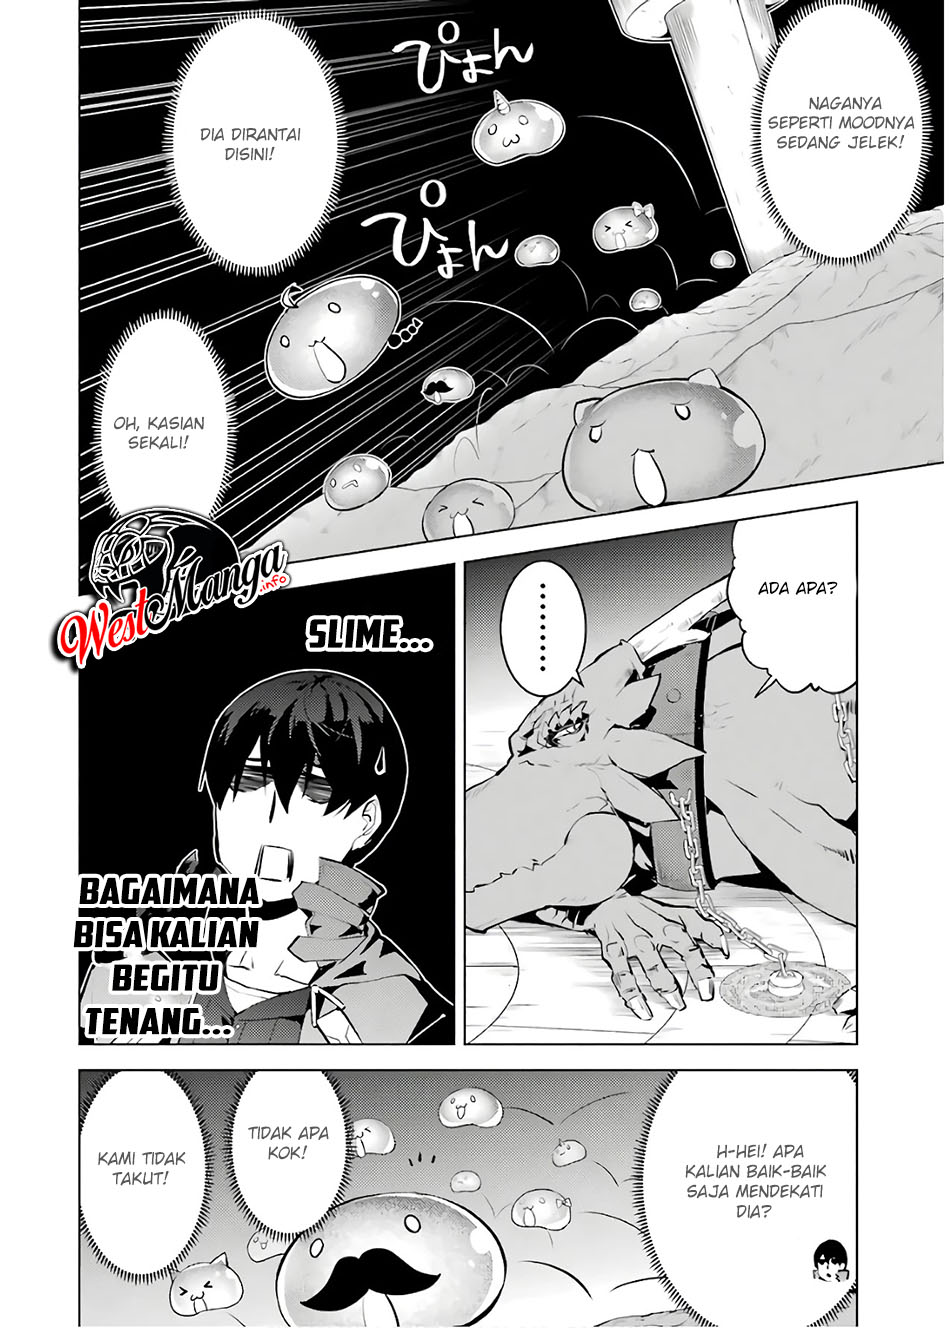 NAGANYA
SEPERTI MOODNYA
SEDANG JELEK!
ぴょん
DIA DIRANTAI
DISINI!
ぴょん
OH, KASIAN
SEKALI!
WestManga
.info
ADA APA?
SLIME...
BAGAIMANA
BISA KALIAN
BEGITU
TENANG...
H-HEI! APA
KALIAN BAIK-BAIK
SAJA MENDEKATI
DIA?
TIDAK APA
KOK!
KAMI TIDAK
TAKUT!